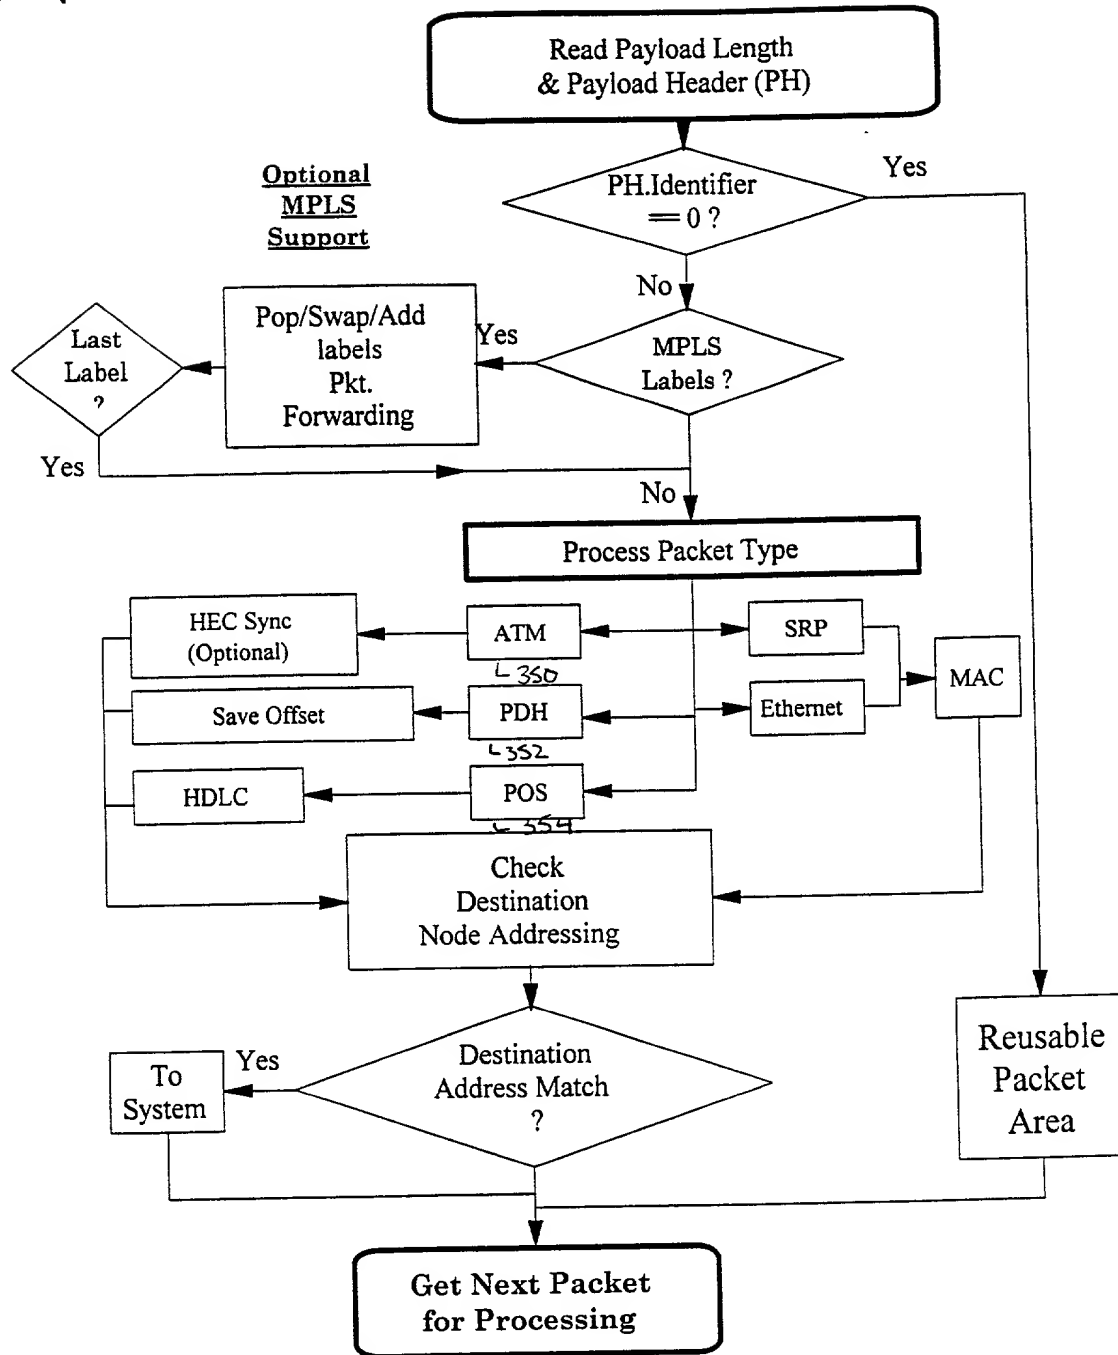 Read Payload Length
& Payload Header (PH)
Optional
MPLS
Support
PH.Identifier
== 0 ?
Yes
No
Last
Label
?
Pop/Swap/Add
labels
Pkt.
Forwarding
Yes
MPLS
Labels ?
Yes
No
Process Packet Type
HEC Sync
(Optional)
ATM
SRP
350
MAC
Save Offset
PDH
Ethernet
352
HDLC
POS
354
Check
Destination
Node Addressing
To
System
Yes
Destination
Address Match
?
Reusable
Packet
Area
Get Next Packet
for Processing